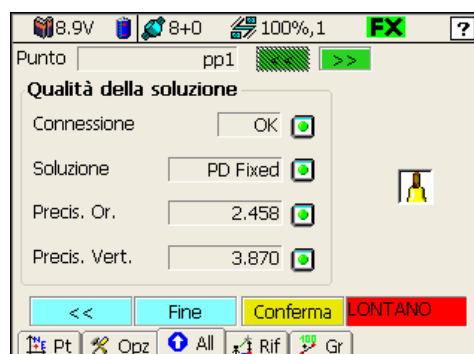 8.9V 8+0 100%,1 FX ?
Punto pp1 << >>
Qualità della soluzione
Connessione OK
Soluzione PD Fixed
Precis. Or. 2.458
Precis. Vert. 3.870
<< Fine Conferma LONTANO
Pt Opz All Rif Gr